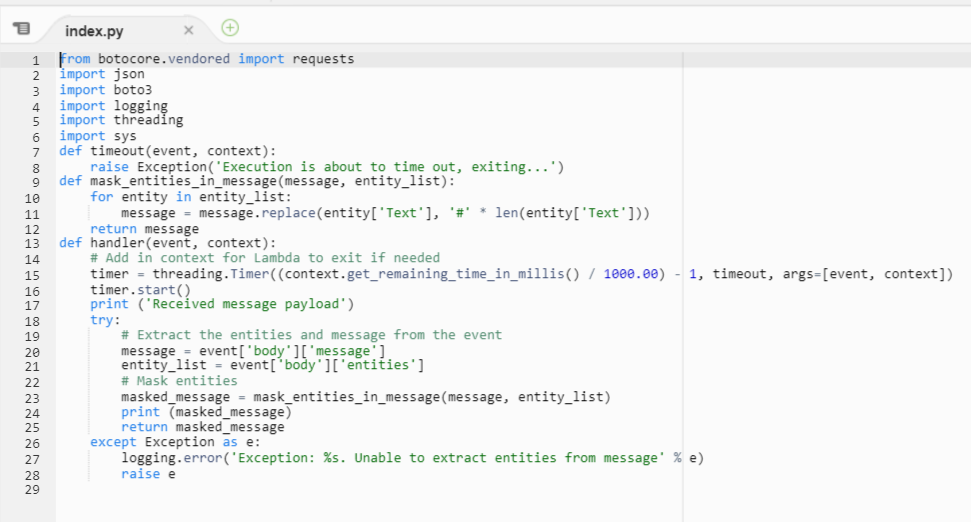 index.py
1 from botocore.vendored import requests
2 import json
3 import boto3
4 import logging
5 import threading
6 import sys
7 def timeout(event, context):
8     raise Exception('Execution is about to time out, exiting...')
9 def mask_entities_in_message(message, entity_list):
10     for entity in entity_list:
11         message = message.replace(entity['Text'], '#' * len(entity['Text']))
12     return message
13 def handler(event, context):
14     # Add in context for Lambda to exit if needed
15     timer = threading.Timer((context.get_remaining_time_in_millis() / 1000.00) - 1, timeout, args=[event, context])
16     timer.start()
17     print ('Received message payload')
18     try:
19         # Extract the entities and message from the event
20         message = event['body']['message']
21         entity_list = event['body']['entities']
22         # Mask entities
23         masked_message = mask_entities_in_message(message, entity_list)
24         print (masked_message)
25         return masked_message
26     except Exception as e:
27         logging.error('Exception: %s. Unable to extract entities from message' % e)
28         raise e
29